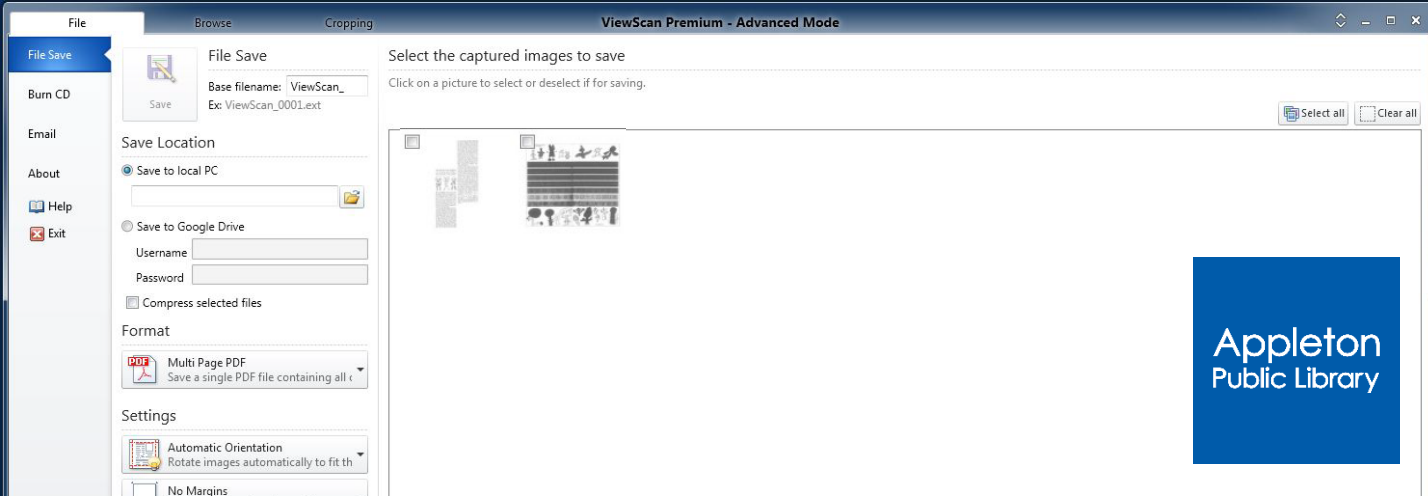 File
Browse
Cropping
ViewScan Premium - Advanced Mode
File Save
Burn CD
Email
About
Help
Exit
Save
File Save
Base filename: ViewScan_
Ex: ViewScan_0001.ext
Save Location
Save to local PC
Save to Google Drive
Username
Password
Compress selected files
Format
PDF
Multi Page PDF
Save a single PDF file containing all
Settings
Automatic Orientation
Rotate images automatically to fit th
No Margins
Select the captured images to save
Click on a picture to select or deselect if for saving.
Select all
Clear all
Appleton
Public Library